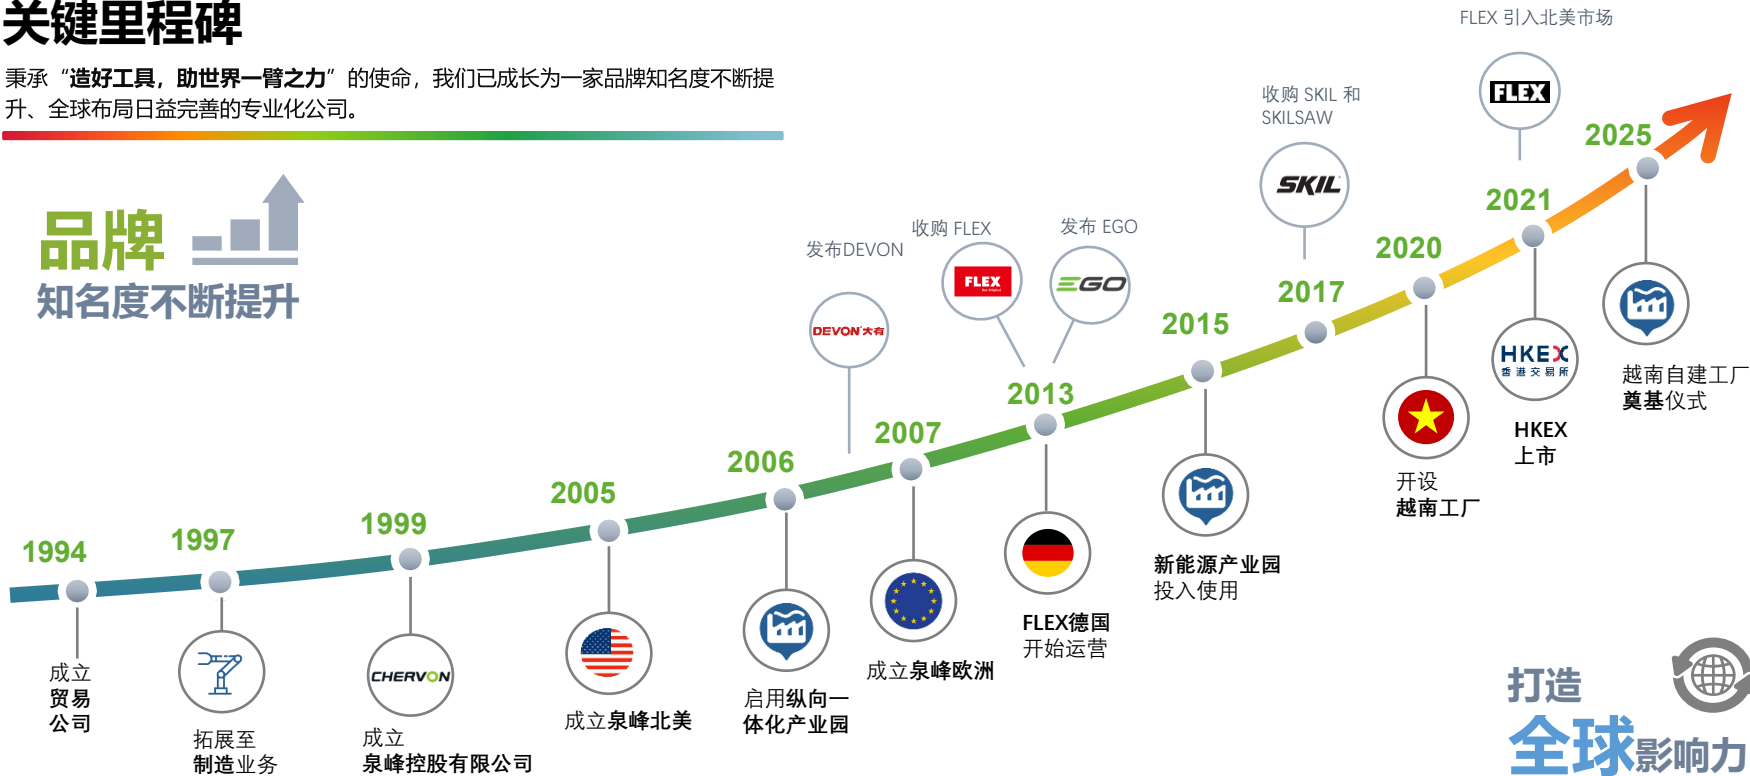 关键里程碑
秉承“造好工具，助世界一臂之力”的使命，我们已成长为一家品牌知名度不断提
升、全球布局日益完善的专业化公司。
品牌
知名度不断提升
FLEX 引入北美市场
FLEX
收购 SKIL 和
SKILSAW
SKIL
收购 FLEX
FLEX
发布 EGO
EGO
发布DEVON
DEVON 大有
1994
成立
贸易
公司
1997
拓展至
制造业务
1999
CHERVON
成立
泉峰控股有限公司
2005
成立泉峰北美
2006
启用纵向一
体化产业园
2007
成立泉峰欧洲
2013
FLEX德国
开始运营
2015
新能源产业园
投入使用
2017
2020
开设
越南工厂
2021
HKEX
香港交易所
HKEX
上市
2025
越南自建工厂
奠基仪式
打造
全球影响力